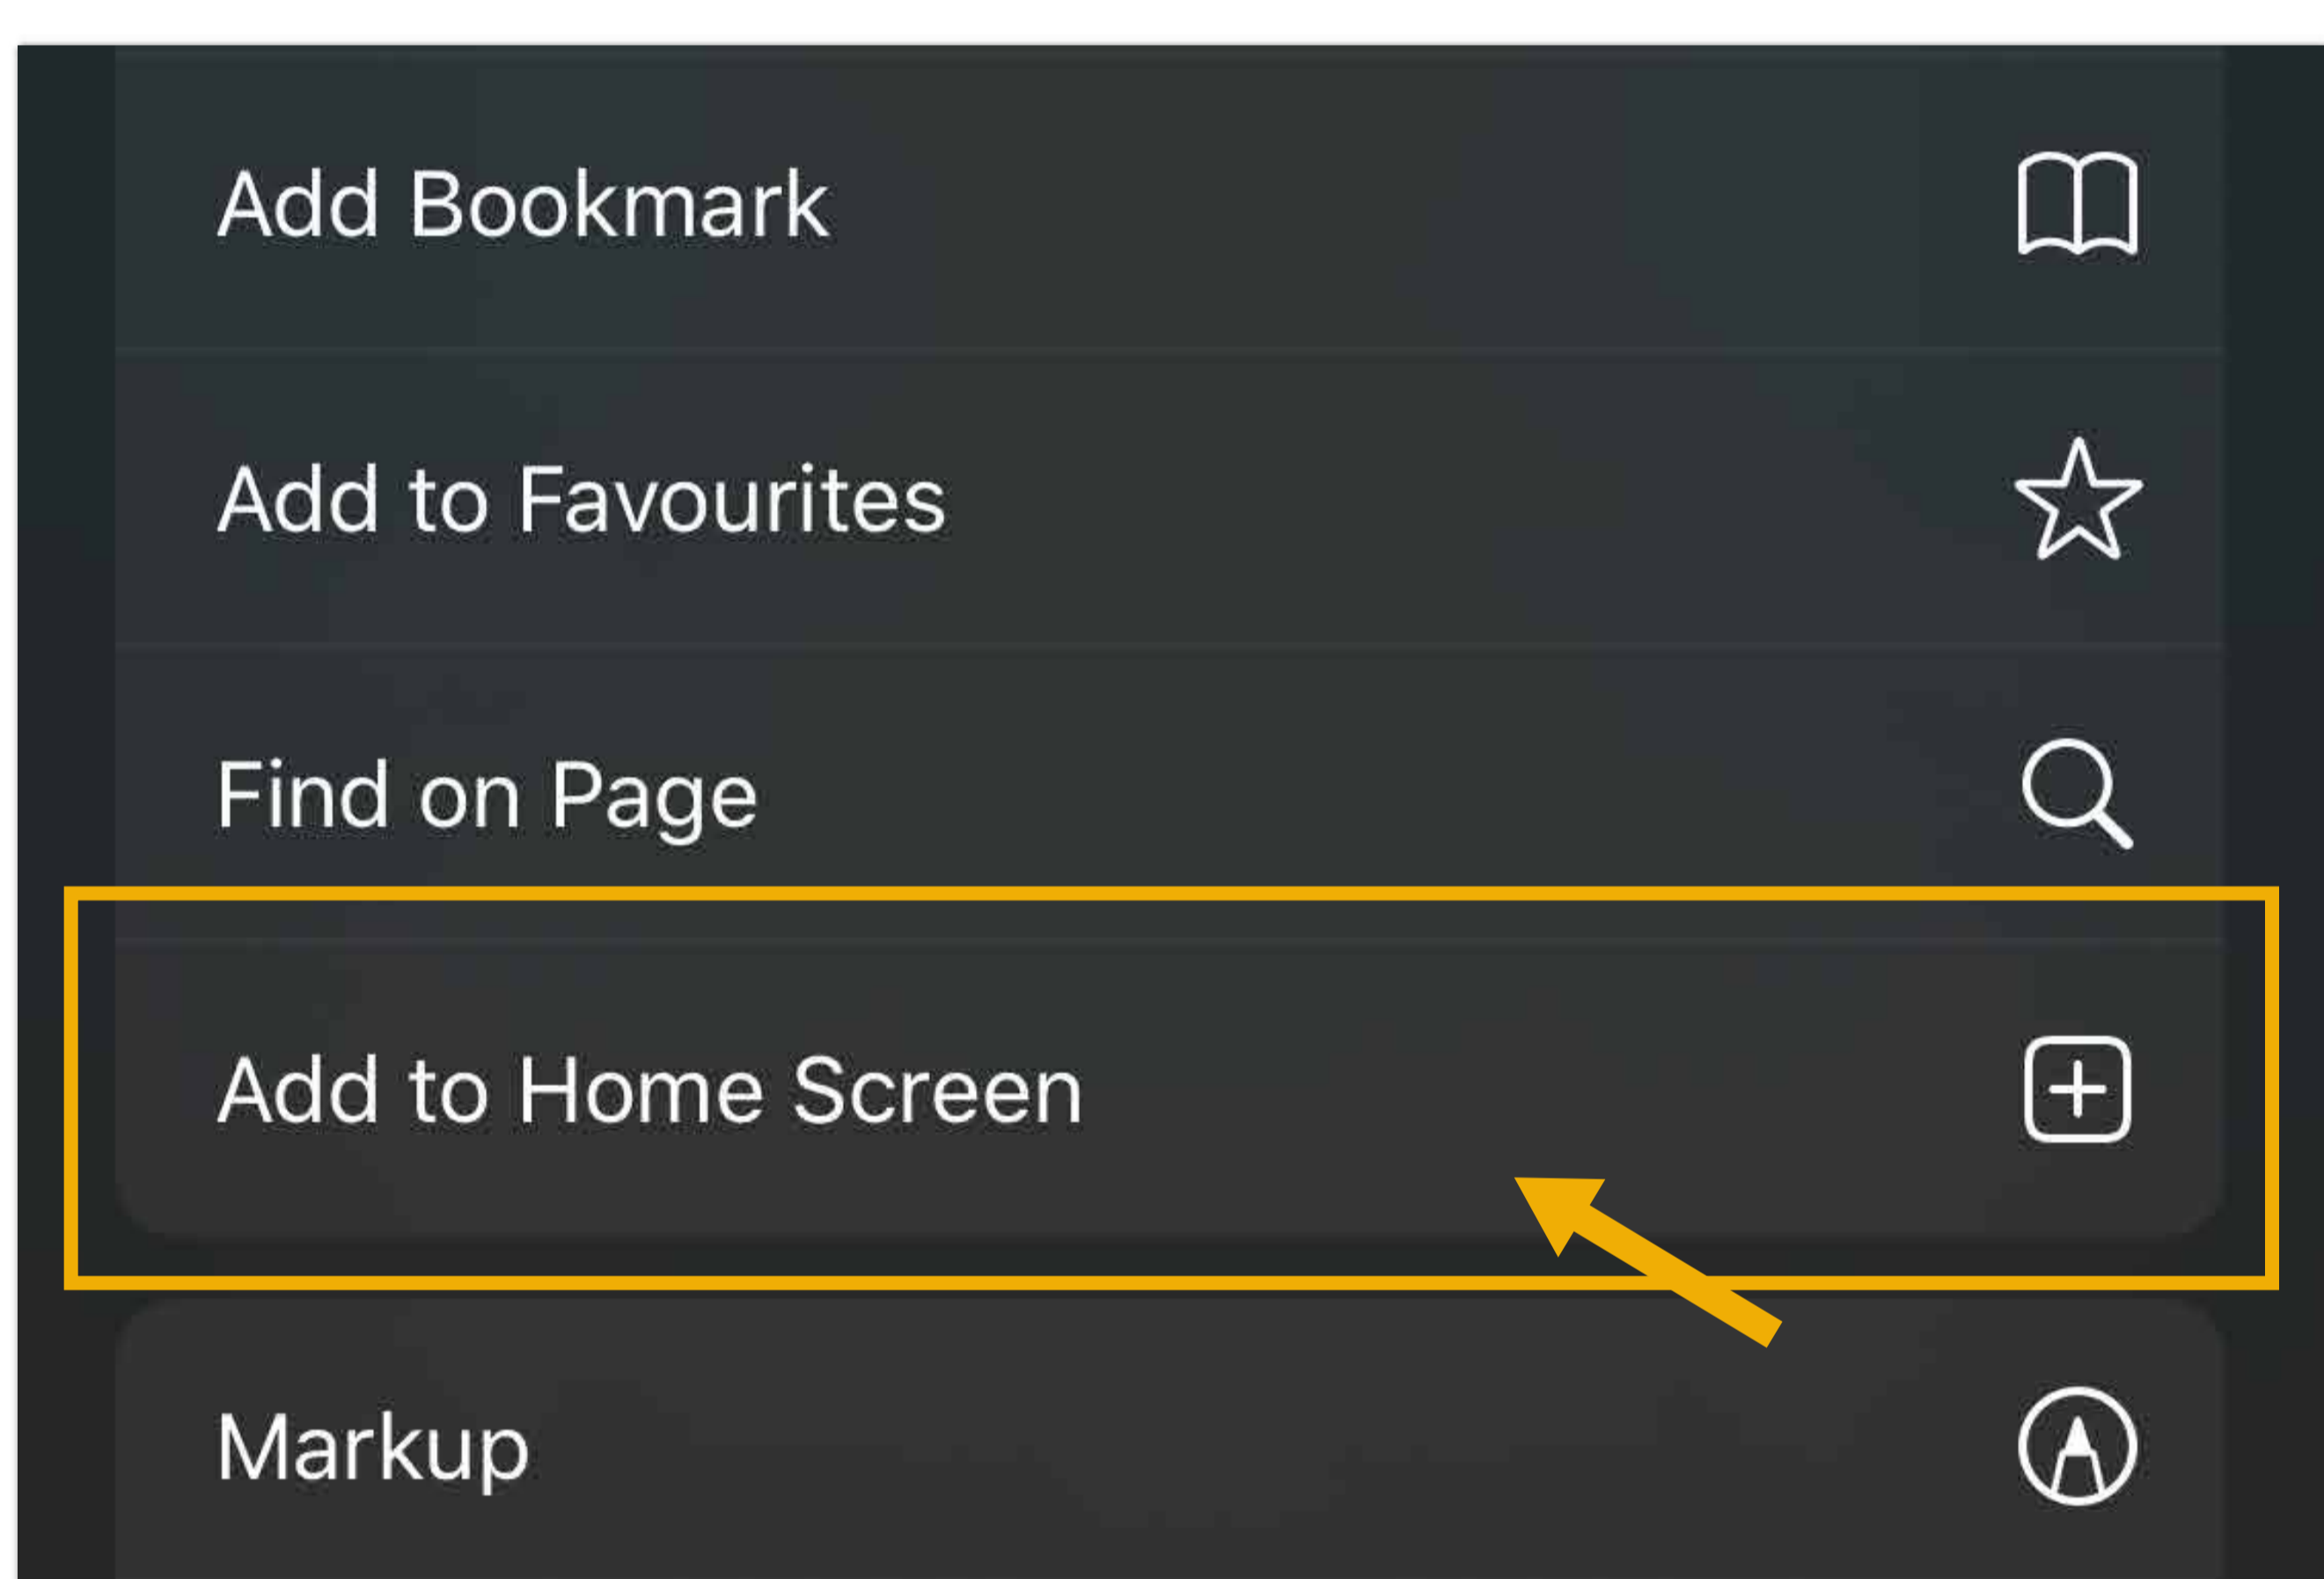 Add Bookmark
Add to Favourites
Find on Page
Add to Home Screen
Markup